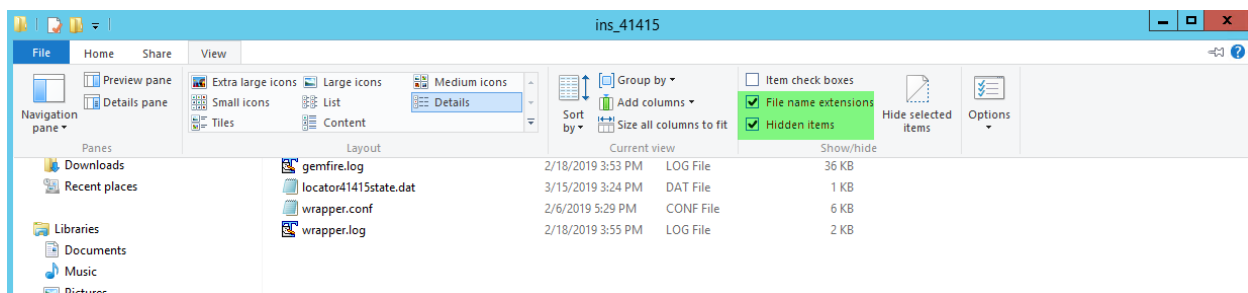 ins_41415
File Home Share View
Navigation pane
Preview pane
Details pane
Panes
Extra large icons Large icons Medium icons
Small icons List Details
Tiles Content
Layout
Sort by
Group by
Add columns
Size all columns to fit
Current view
Item check boxes
File name extensions
Hidden items
Hide selected items
Show/hide
Options
Downloads
Recent places
Libraries
Documents
Music
Pictures
gemfire.log 2/18/2019 3:53 PM LOG File 36 KB
locator41415state.dat 3/15/2019 3:24 PM DAT File 1 KB
wrapper.conf 2/6/2019 5:29 PM CONF File 6 KB
wrapper.log 2/18/2019 3:55 PM LOG File 2 KB